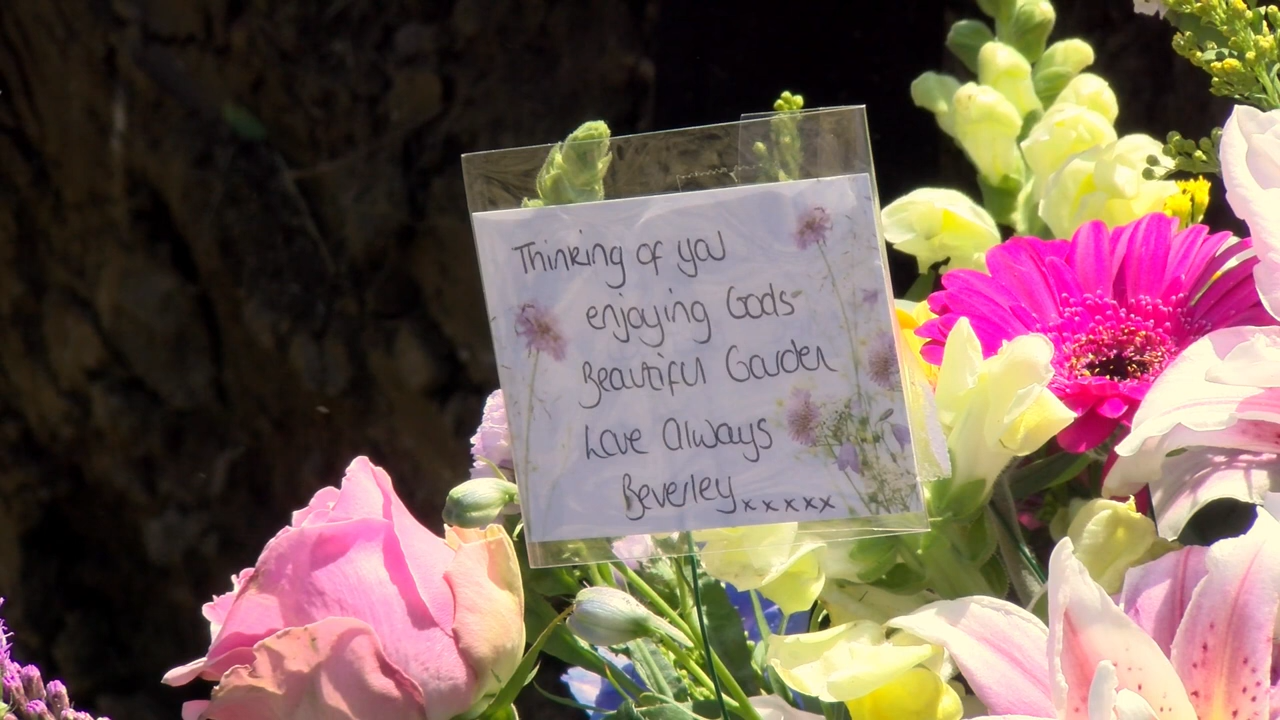 Thinking of you
enjoying Gods
Beautiful Garden
Love Always
Beverley xxxxx